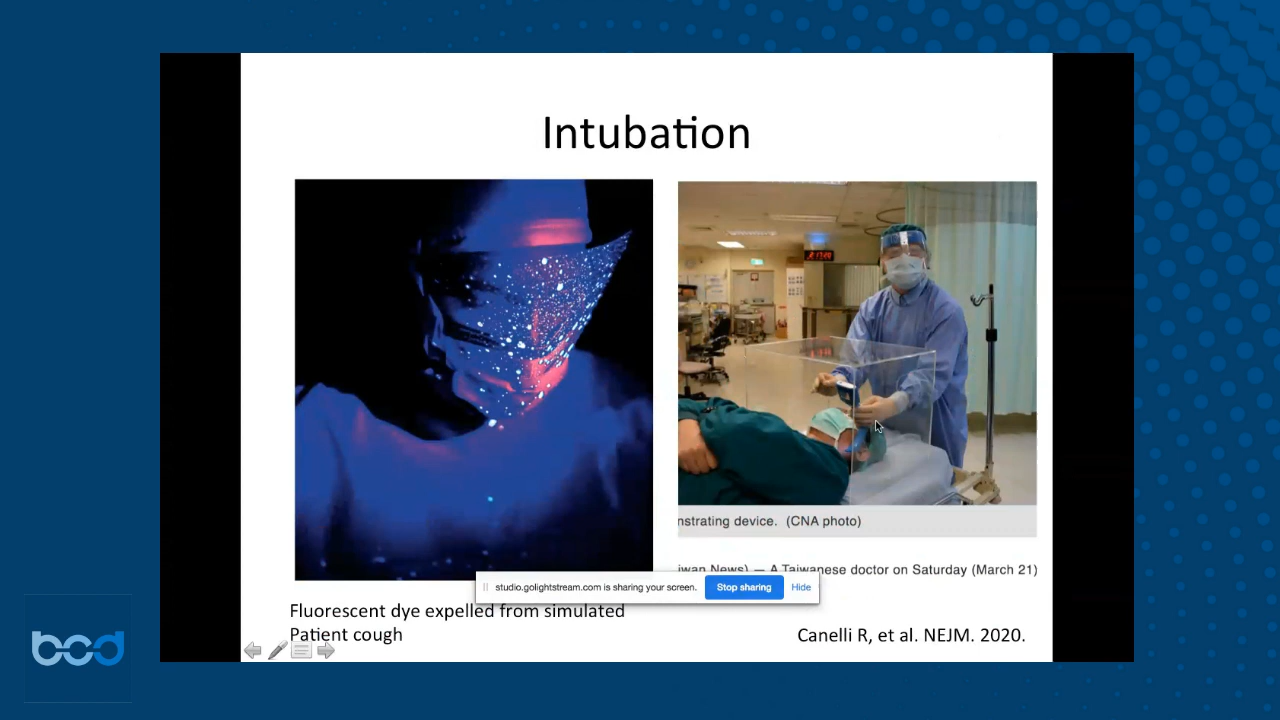 Intubation
nstrating device. (CNA photo)
iwan News) — A Taiwanese doctor on Saturday (March 21)
studio.golightstream.com is sharing your screen.
Stop sharing
Hide
Fluorescent dye expelled from simulated
Patient cough
Canelli R, et al. NEJM. 2020.
bcd